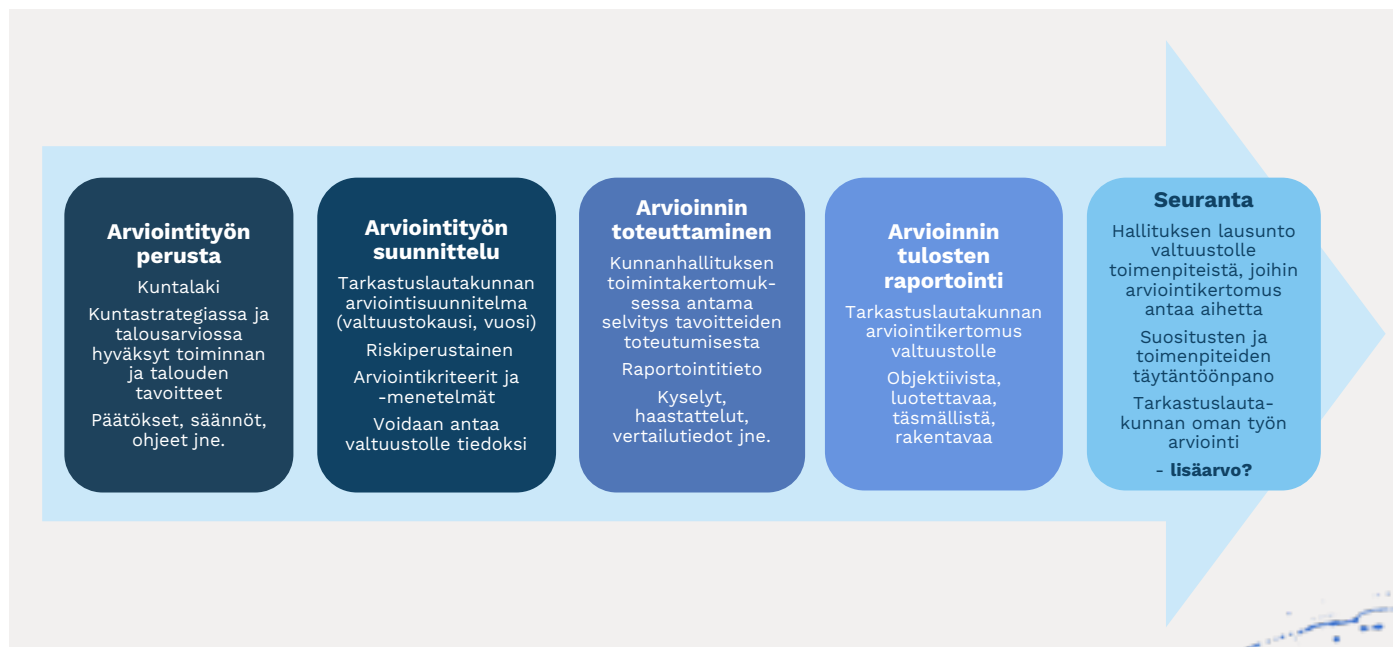 Arviointityön
perusta
Kuntalaki
Kuntastrategiassa ja
talousarviossa
hyväksyt toiminnan
ja talouden
tavoitteet
Päätökset, säännöt,
ohjeet jne.
Arviointityön
suunnittelu
Tarkastuslautakunnan
arviointisuunnitelma
(valtuustokausi, vuosi)
Riskiperustainen
Arviointikriteerit ja
-menetelmät
Voidaan antaa
valtuustolle tiedoksi
Arvioinnin
toteuttaminen
Kunnanhallituksen
toimintakertomuk-
sessa antama
selvitys tavoitteiden
toteutumisesta
Raportointitieto
Kyselyt,
haastattelut,
vertailutiedot jne.
Arvioinnin
tulosten
raportointi
Tarkastuslautakunnan
arviointikertomus
valtuustolle
Objektiivista,
luotettavaa,
täsmällistä,
rakentavaa
Seuranta
Hallituksen lausunto
valtuustolle
toimenpiteistä, joihin
arviointikertomus
antaa aihetta
Suositusten ja
toimenpiteiden
täytäntöönpano
Tarkastuslauta-
kunnan oman työn
arviointi
- lisäarvo?